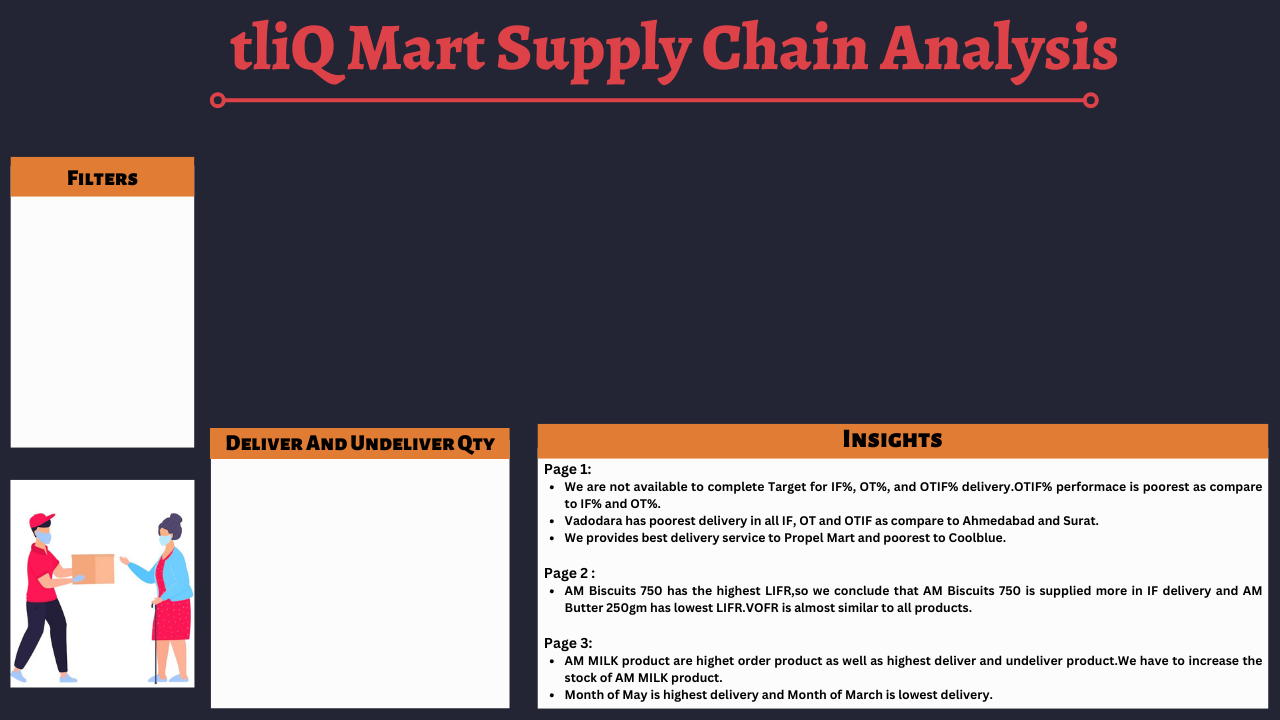 tliQ Mart Supply Chain Analysis
Filters
Deliver And Undeliver Qty
Insights
Page 1:
• We are not available to complete Target for IF%, OT%, and OTIF% delivery.OTIF% performace is poorest as compare
to IF% and OT%.
• Vadodara has poorest delivery in all IF, OT and OTIF as compare to Ahmedabad and Surat.
• We provides best delivery service to Propel Mart and poorest to Coolblue.
Page 2 :
• AM Biscuits 750 has the highest LIFR,so we conclude that AM Biscuits 750 is supplied more in IF delivery and AM
Butter 250gm has lowest LIFR.VOFR is almost similar to all products.
Page 3:
• AM MILK product are highet order product as well as highest deliver and undeliver product.We have to increase the
stock of AM MILK product.
• Month of May is highest delivery and Month of March is lowest delivery.